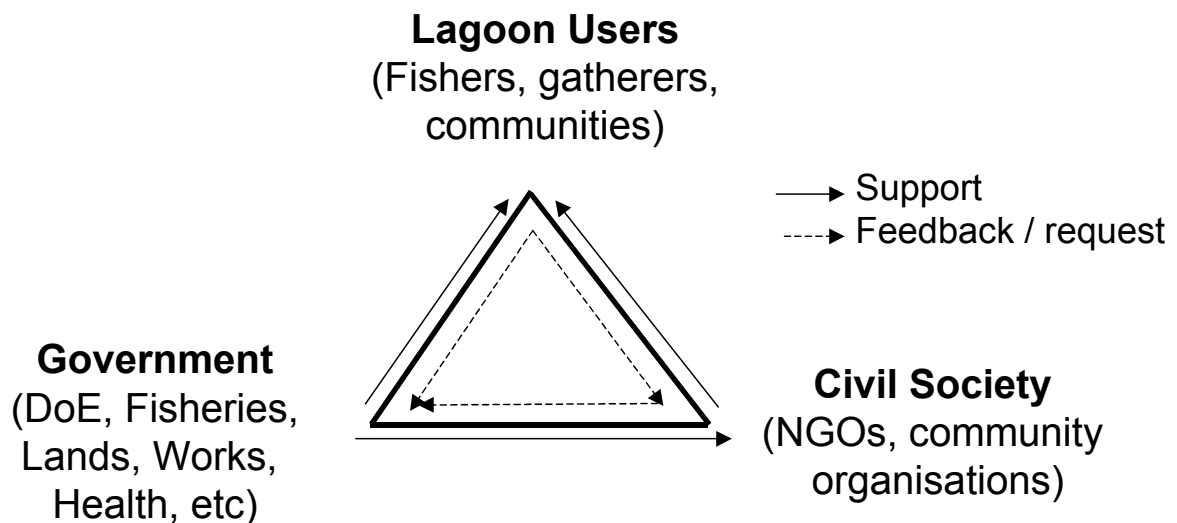 Lagoon Users
(Fishers, gatherers,
communities)
Support
Feedback / request
Government
(DoE, Fisheries,
Lands, Works,
Health, etc)
Civil Society
(NGOs, community
organisations)